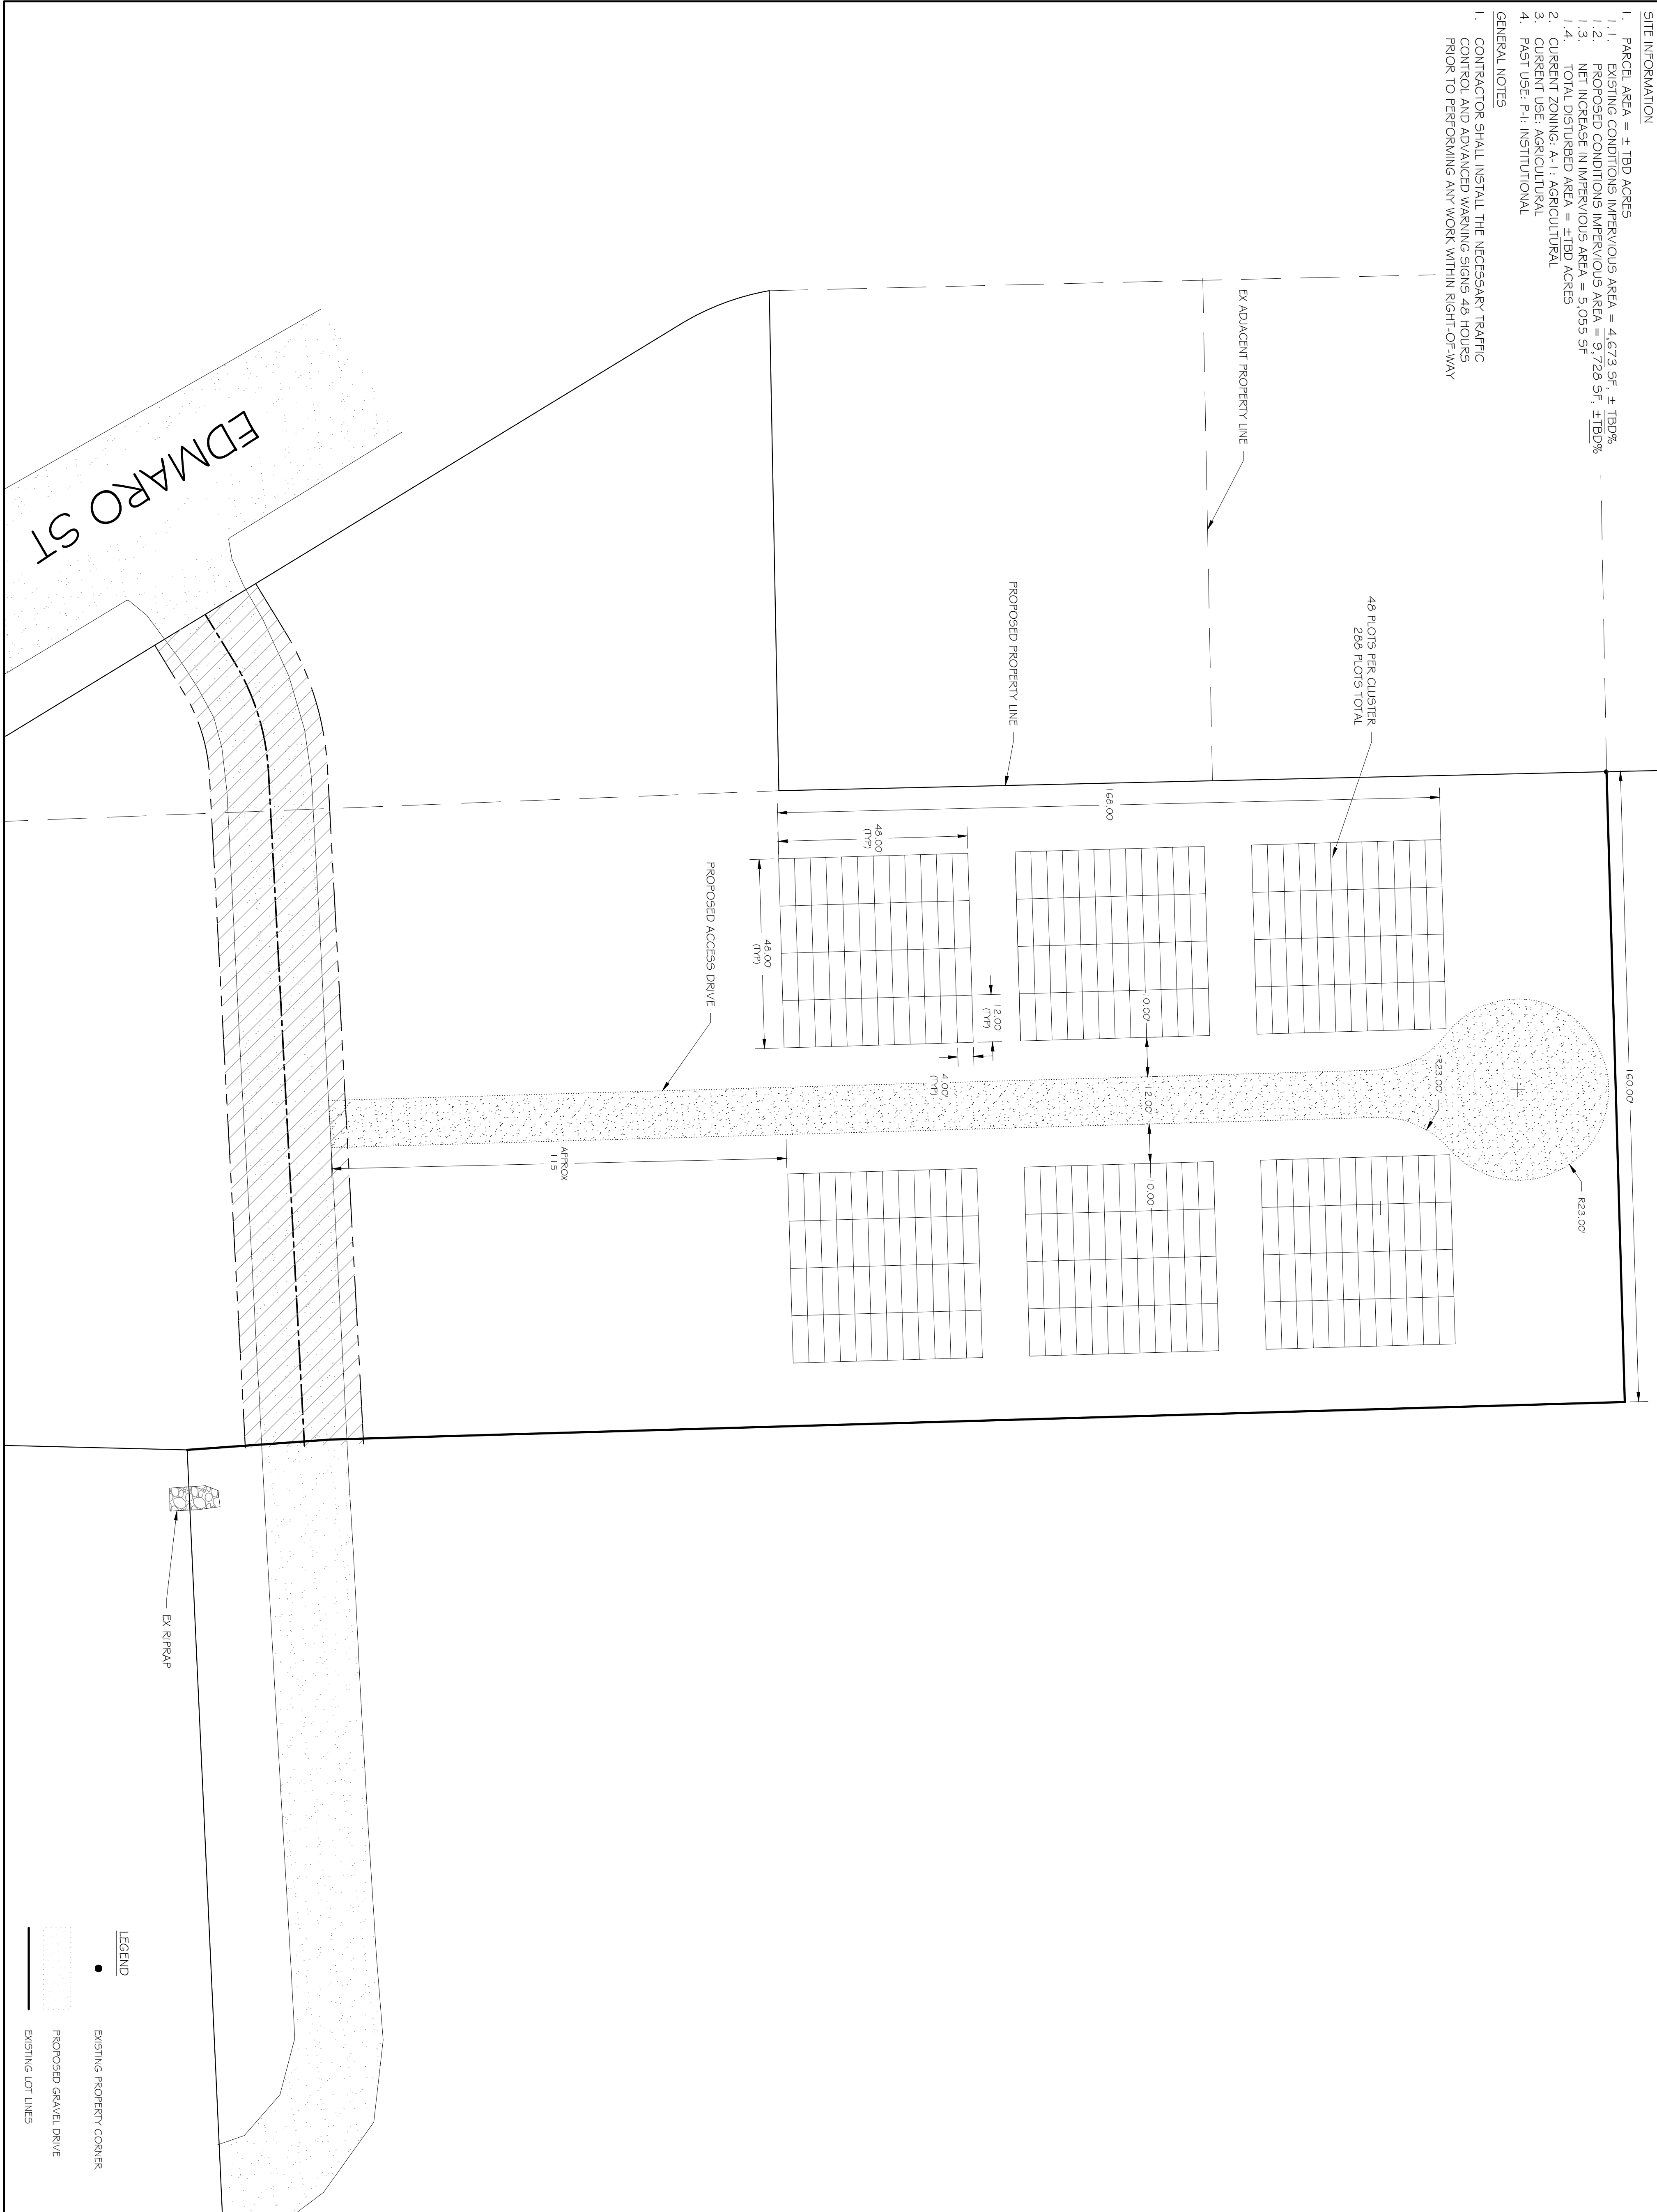 SITE INFORMATION
1. PARCEL AREA = ± TBD ACRES
1.1. EXISTING CONDITIONS IMPERVIOUS AREA = 4,673 SF, ± TBD%
1.2. PROPOSED CONDITIONS IMPERVIOUS AREA = 9,728 SF, ±TBD%
1.3. NET INCREASE IN IMPERVIOUS AREA = 5,055 SF
1.4. TOTAL DISTURBED AREA = ±TBD ACRES
2. CURRENT ZONING: A-1: AGRICULTURAL
3. CURRENT USE: AGRICULTURAL
4. PAST USE: P-I: INSTITUTIONAL
GENERAL NOTES
1. CONTRACTOR SHALL INSTALL THE NECESSARY TRAFFIC
CONTROL AND ADVANCED WARNING SIGNS 48 HOURS
PRIOR TO PERFORMING ANY WORK WITHIN RIGHT-OF-WAY
160.00'
R23.00'
R23.00'
48 PLOTS PER CLUSTER
288 PLOTS TOTAL
EX ADJACENT PROPERTY LINE
10.00'
12.00'
10.00'
168.00'
PROPOSED PROPERTY LINE
12.00'
(TYP)
4.00'
(TYP)
48.00'
(TYP)
48.00'
(TYP)
PROPOSED ACCESS DRIVE
APPROX
115'
EDMARO ST
EX RIPRAP
LEGEND
EXISTING PROPERTY CORNER
PROPOSED GRAVEL DRIVE
EXISTING LOT LINES